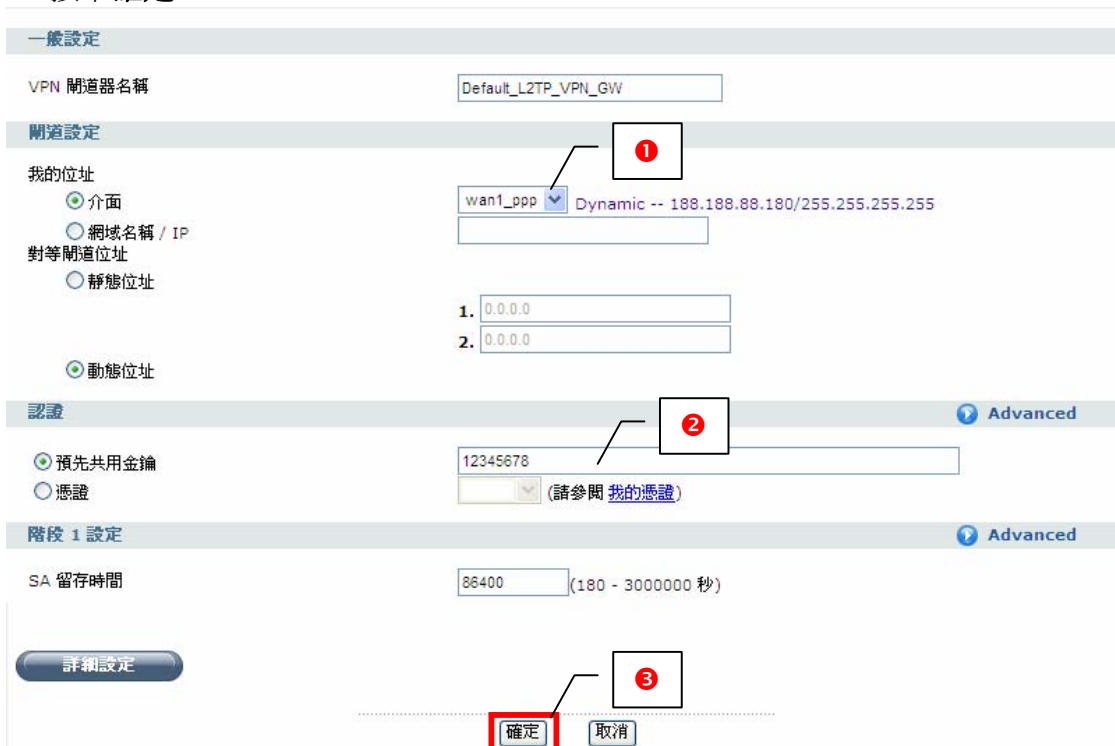 一般設定
VPN 閘道器名稱 Default_L2TP_VPN_GW
閘道設定
❶
我的位址
介面 wan1_ppp Dynamic -- 188.188.88.180/255.255.255.255
網域名稱 / IP
對等閘道位址
靜態位址
1. 0.0.0.0
2. 0.0.0.0
動態位址
認證 Advanced
❷
預先共用金鑰 12345678
憑證 (請參閱 我的憑證)
階段 1 設定 Advanced
SA 留存時間 86400 (180 - 3000000 秒)
詳細設定
❸
確定 取消